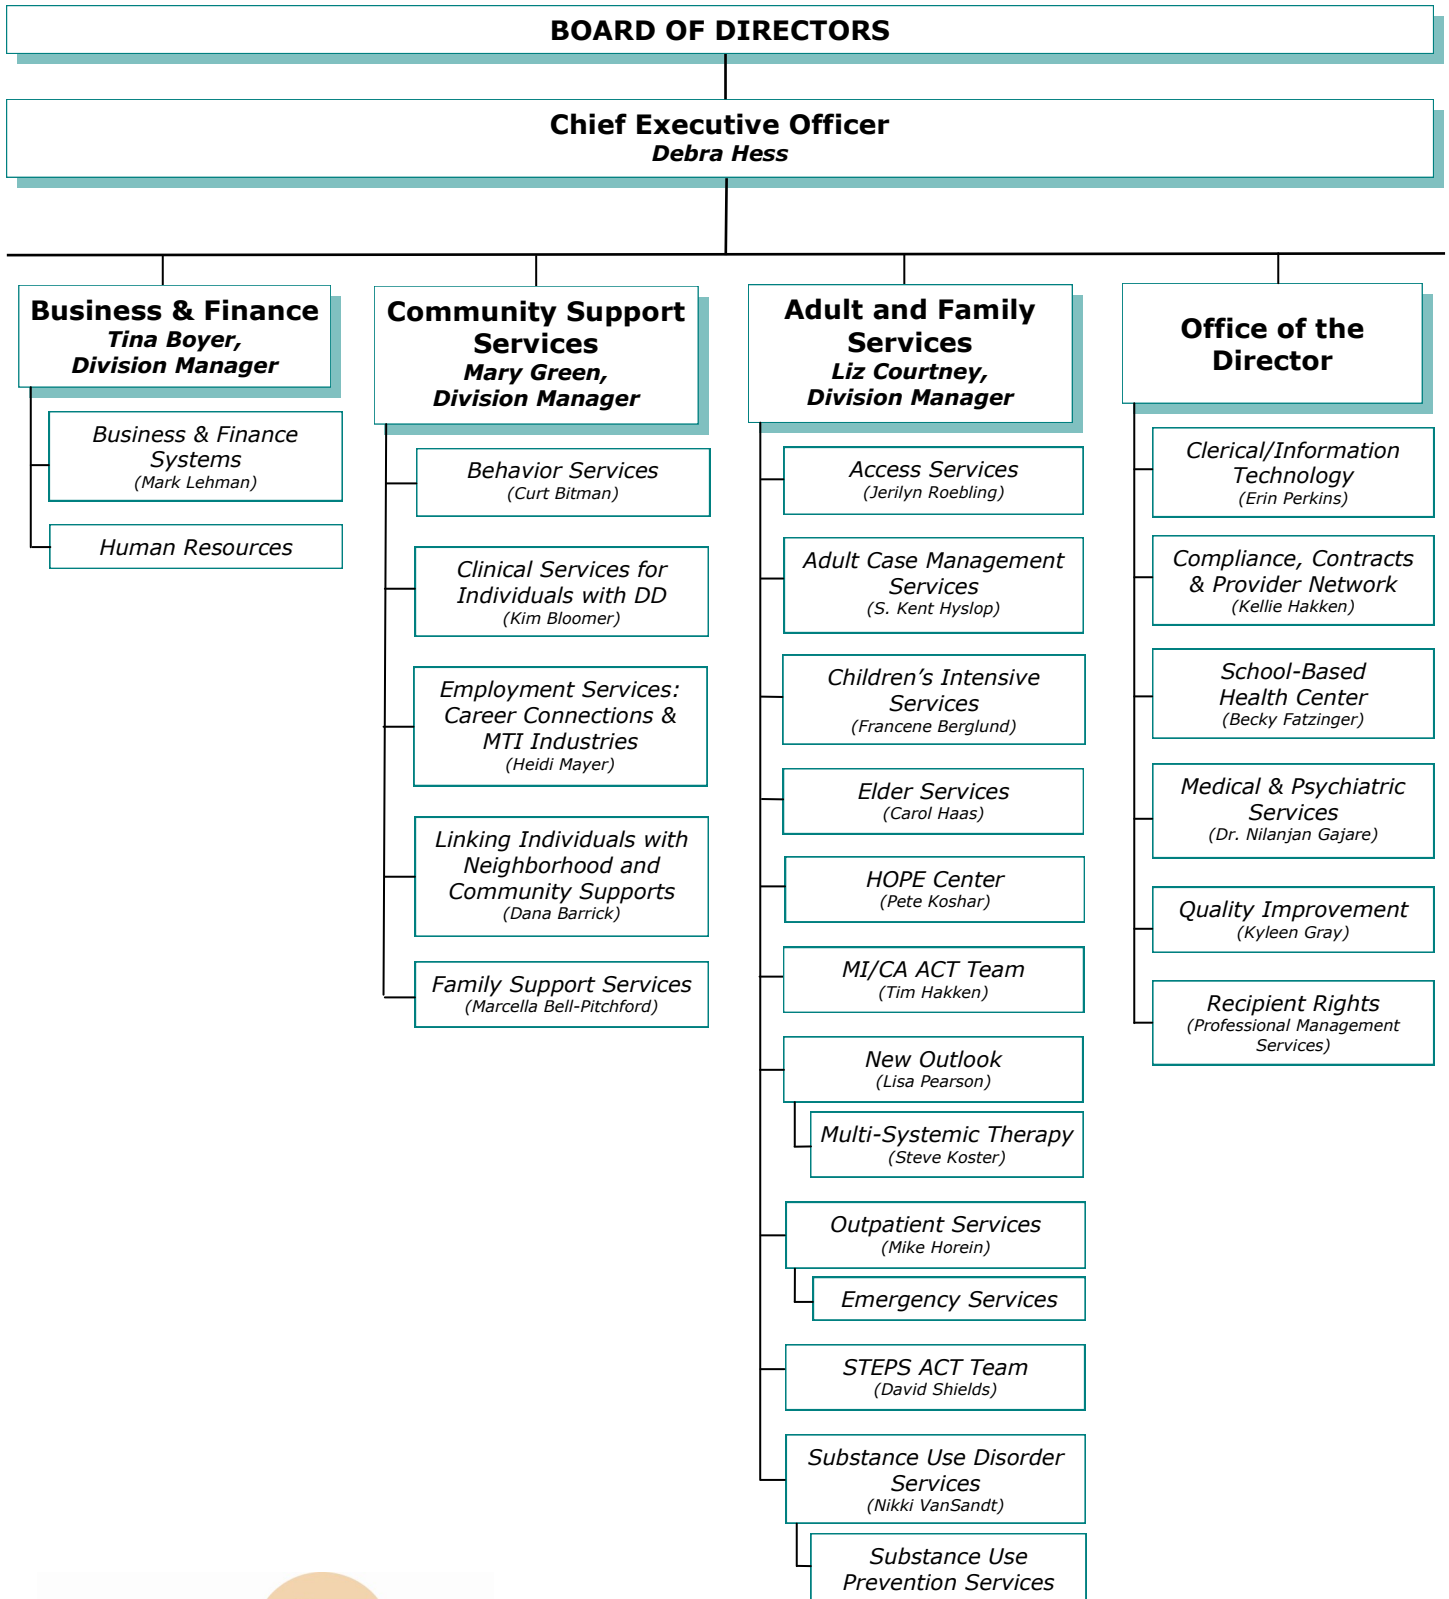 BOARD OF DIRECTORS
Chief Executive Officer
Debra Hess
Business & Finance
Tina Boyer,
Division Manager
Business & Finance
Systems
(Mark Lehman)
Human Resources
Community Support
Services
Mary Green,
Division Manager
Behavior Services
(Curt Bitman)
Clinical Services for
Individuals with DD
(Kim Bloomer)
Employment Services:
Career Connections &
MTI Industries
(Heidi Mayer)
Linking Individuals with
Neighborhood and
Community Supports
(Dana Barrick)
Family Support Services
(Marcella Bell-Pitchford)
Adult and Family
Services
Liz Courtney,
Division Manager
Access Services
(Jerilyn Roebling)
Adult Case Management
Services
(S. Kent Hyslop)
Children’s Intensive
Services
(Francene Berglund)
Elder Services
(Carol Haas)
HOPE Center
(Pete Koshar)
MI/CA ACT Team
(Tim Hakken)
New Outlook
(Lisa Pearson)
Multi-Systemic Therapy
(Steve Koster)
Outpatient Services
(Mike Horein)
Emergency Services
STEPS ACT Team
(David Shields)
Substance Use Disorder
Services
(Nikki VanSandt)
Substance Use
Prevention Services
Office of the
Director
Clerical/Information
Technology
(Erin Perkins)
Compliance, Contracts
& Provider Network
(Kellie Hakken)
School-Based
Health Center
(Becky Fatzinger)
Medical & Psychiatric
Services
(Dr. Nilanjan Gajare)
Quality Improvement
(Kyleen Gray)
Recipient Rights
(Professional Management
Services)